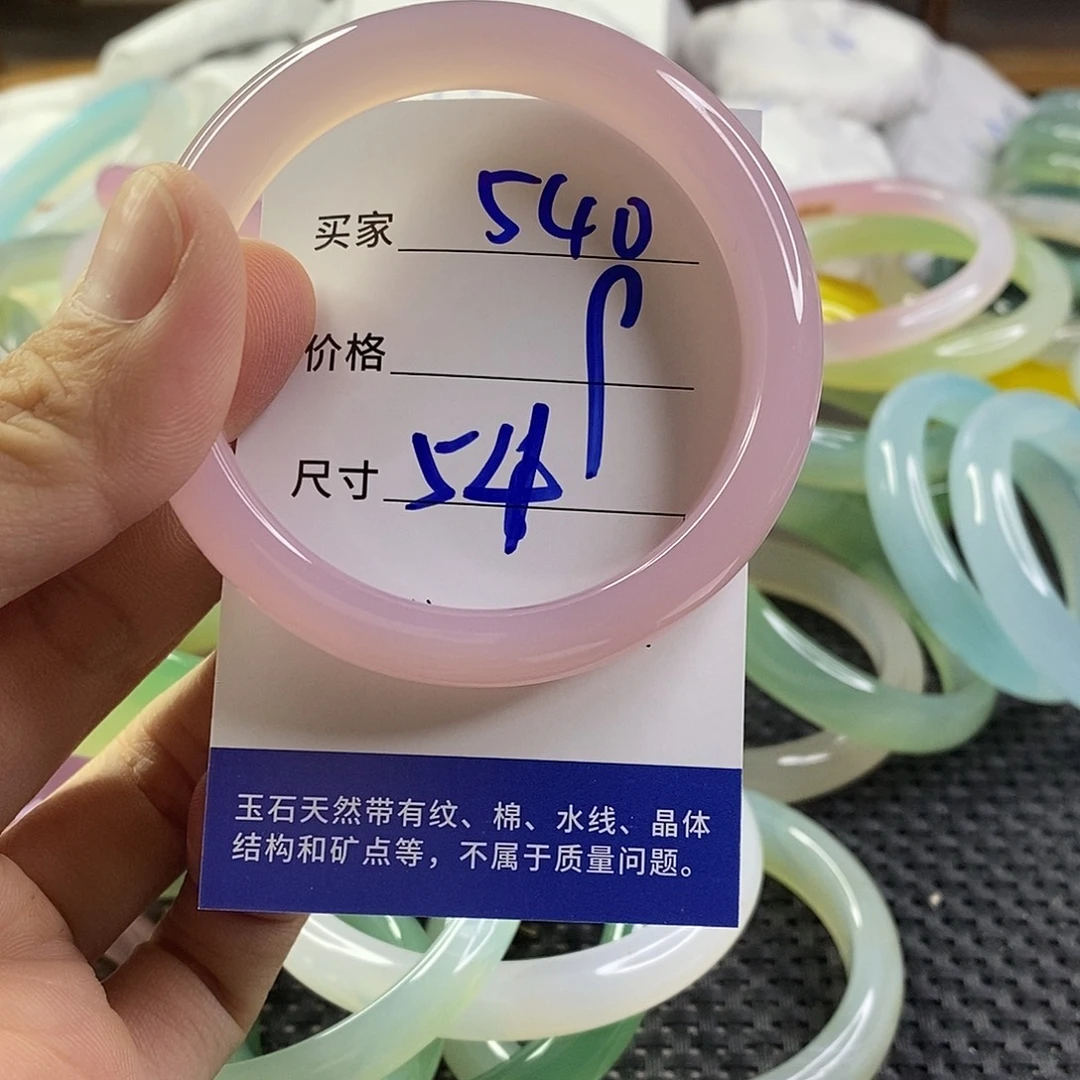 买家 540
价格
尺寸 54
玉石天然带有纹、棉、水线、晶体
结构和矿点等，不属于质量问题。